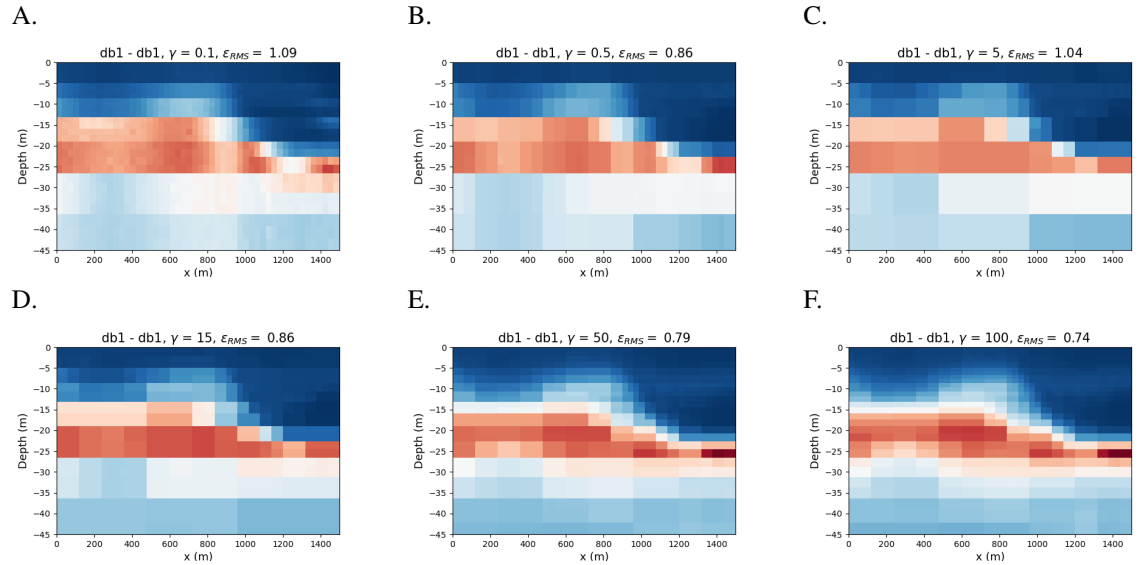 A.
db1 - db1, γ = 0.1, ε_RMS = 1.09
0
−5
−10
−15
−20
−25
−30
−35
−40
−45
Depth (m)
0 200 400 600 800 1000 1200 1400
x (m)
B.
db1 - db1, γ = 0.5, ε_RMS = 0.86
0
−5
−10
−15
−20
−25
−30
−35
−40
−45
Depth (m)
0 200 400 600 800 1000 1200 1400
x (m)
C.
db1 - db1, γ = 5, ε_RMS = 1.04
0
−5
−10
−15
−20
−25
−30
−35
−40
−45
Depth (m)
0 200 400 600 800 1000 1200 1400
x (m)
D.
db1 - db1, γ = 15, ε_RMS = 0.86
0
−5
−10
−15
−20
−25
−30
−35
−40
−45
Depth (m)
0 200 400 600 800 1000 1200 1400
x (m)
E.
db1 - db1, γ = 50, ε_RMS = 0.79
0
−5
−10
−15
−20
−25
−30
−35
−40
−45
Depth (m)
0 200 400 600 800 1000 1200 1400
x (m)
F.
db1 - db1, γ = 100, ε_RMS = 0.74
0
−5
−10
−15
−20
−25
−30
−35
−40
−45
Depth (m)
0 200 400 600 800 1000 1200 1400
x (m)